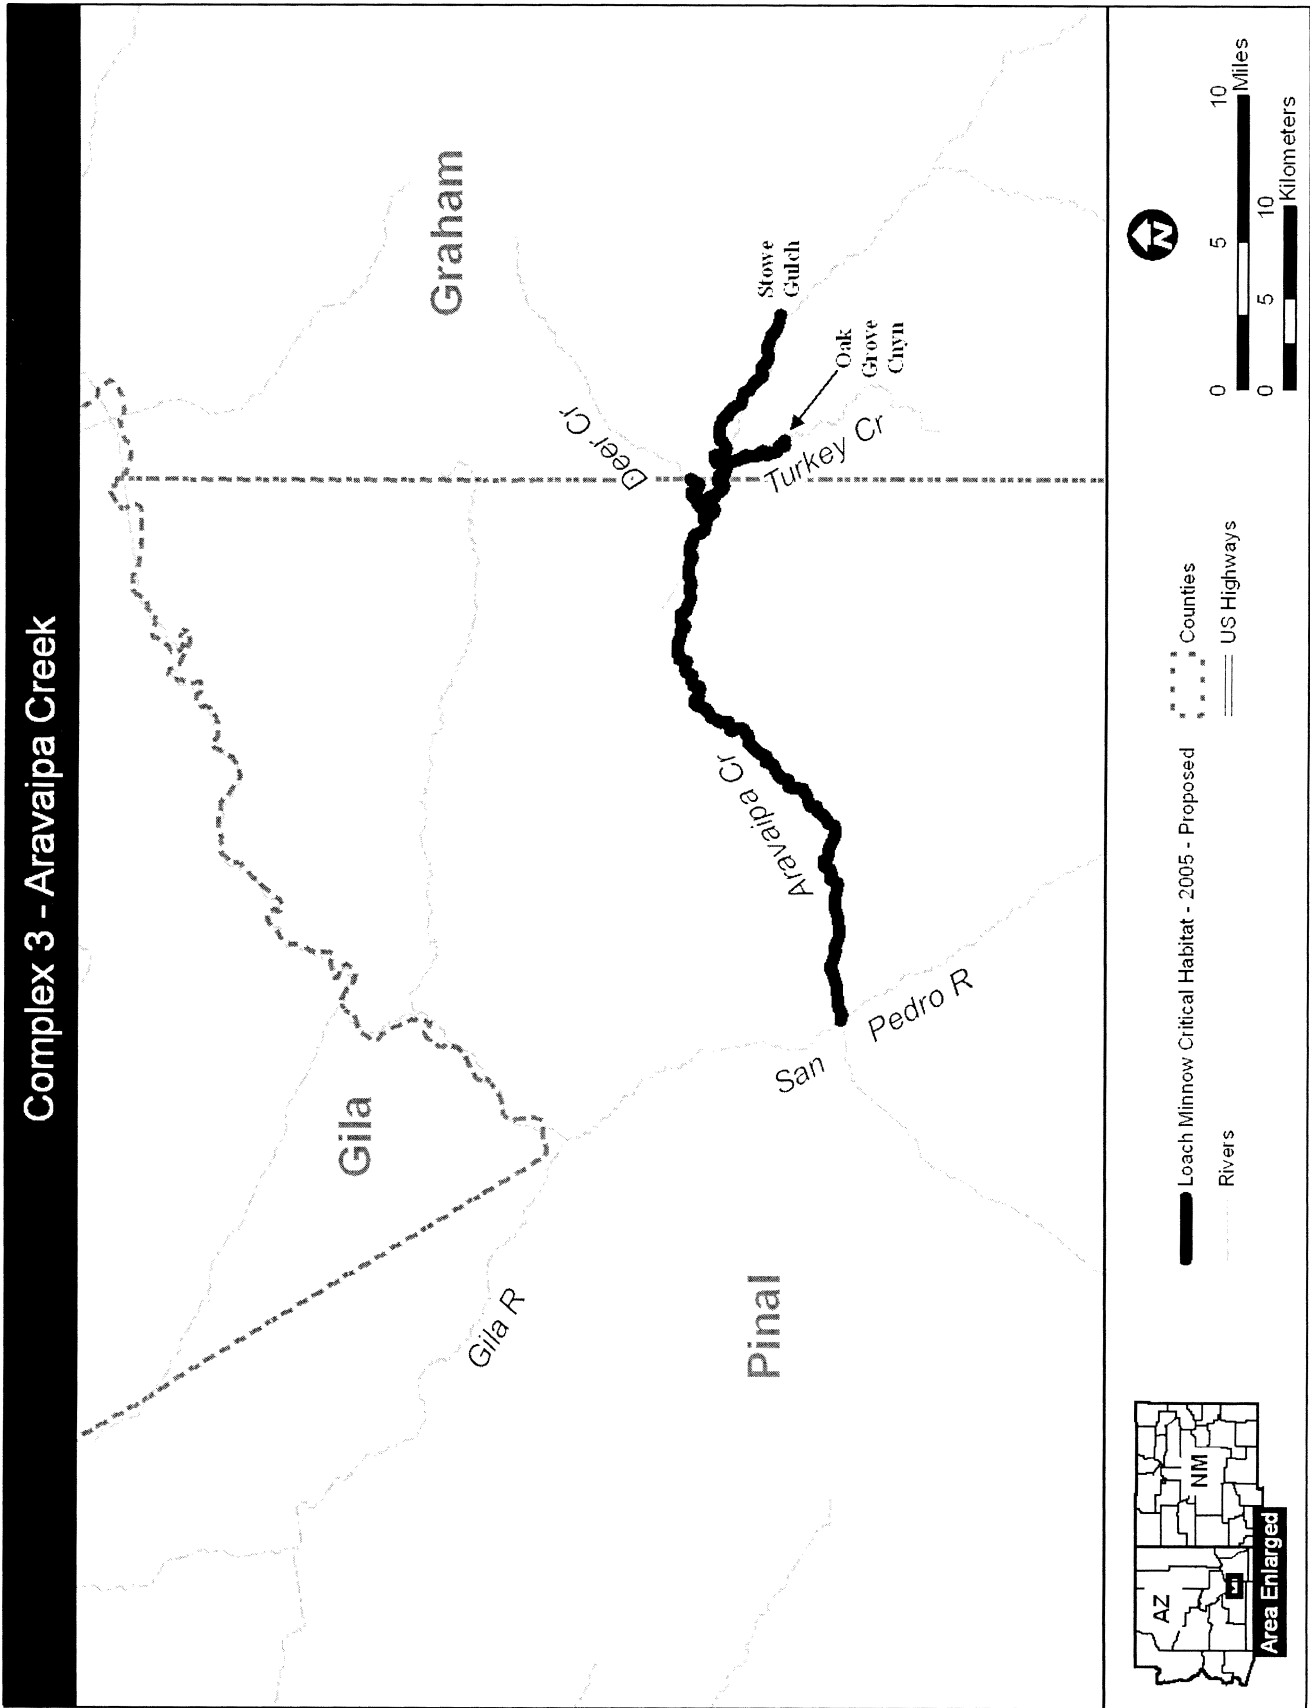 Complex 3 - Aravaipa Creek
Graham
Gila
Pinal
Deer Cr
Stowe
Gulch
Oak
Grove
Cnyn
Turkey Cr
Aravaipa Cr
San
Pedro R
Gila R
AZ
NM
Area Enlarged
Loach Minnow Critical Habitat - 2005 - Proposed
Rivers
Counties
US Highways
N
0 5 10
Miles
0 5 10
Kilometers